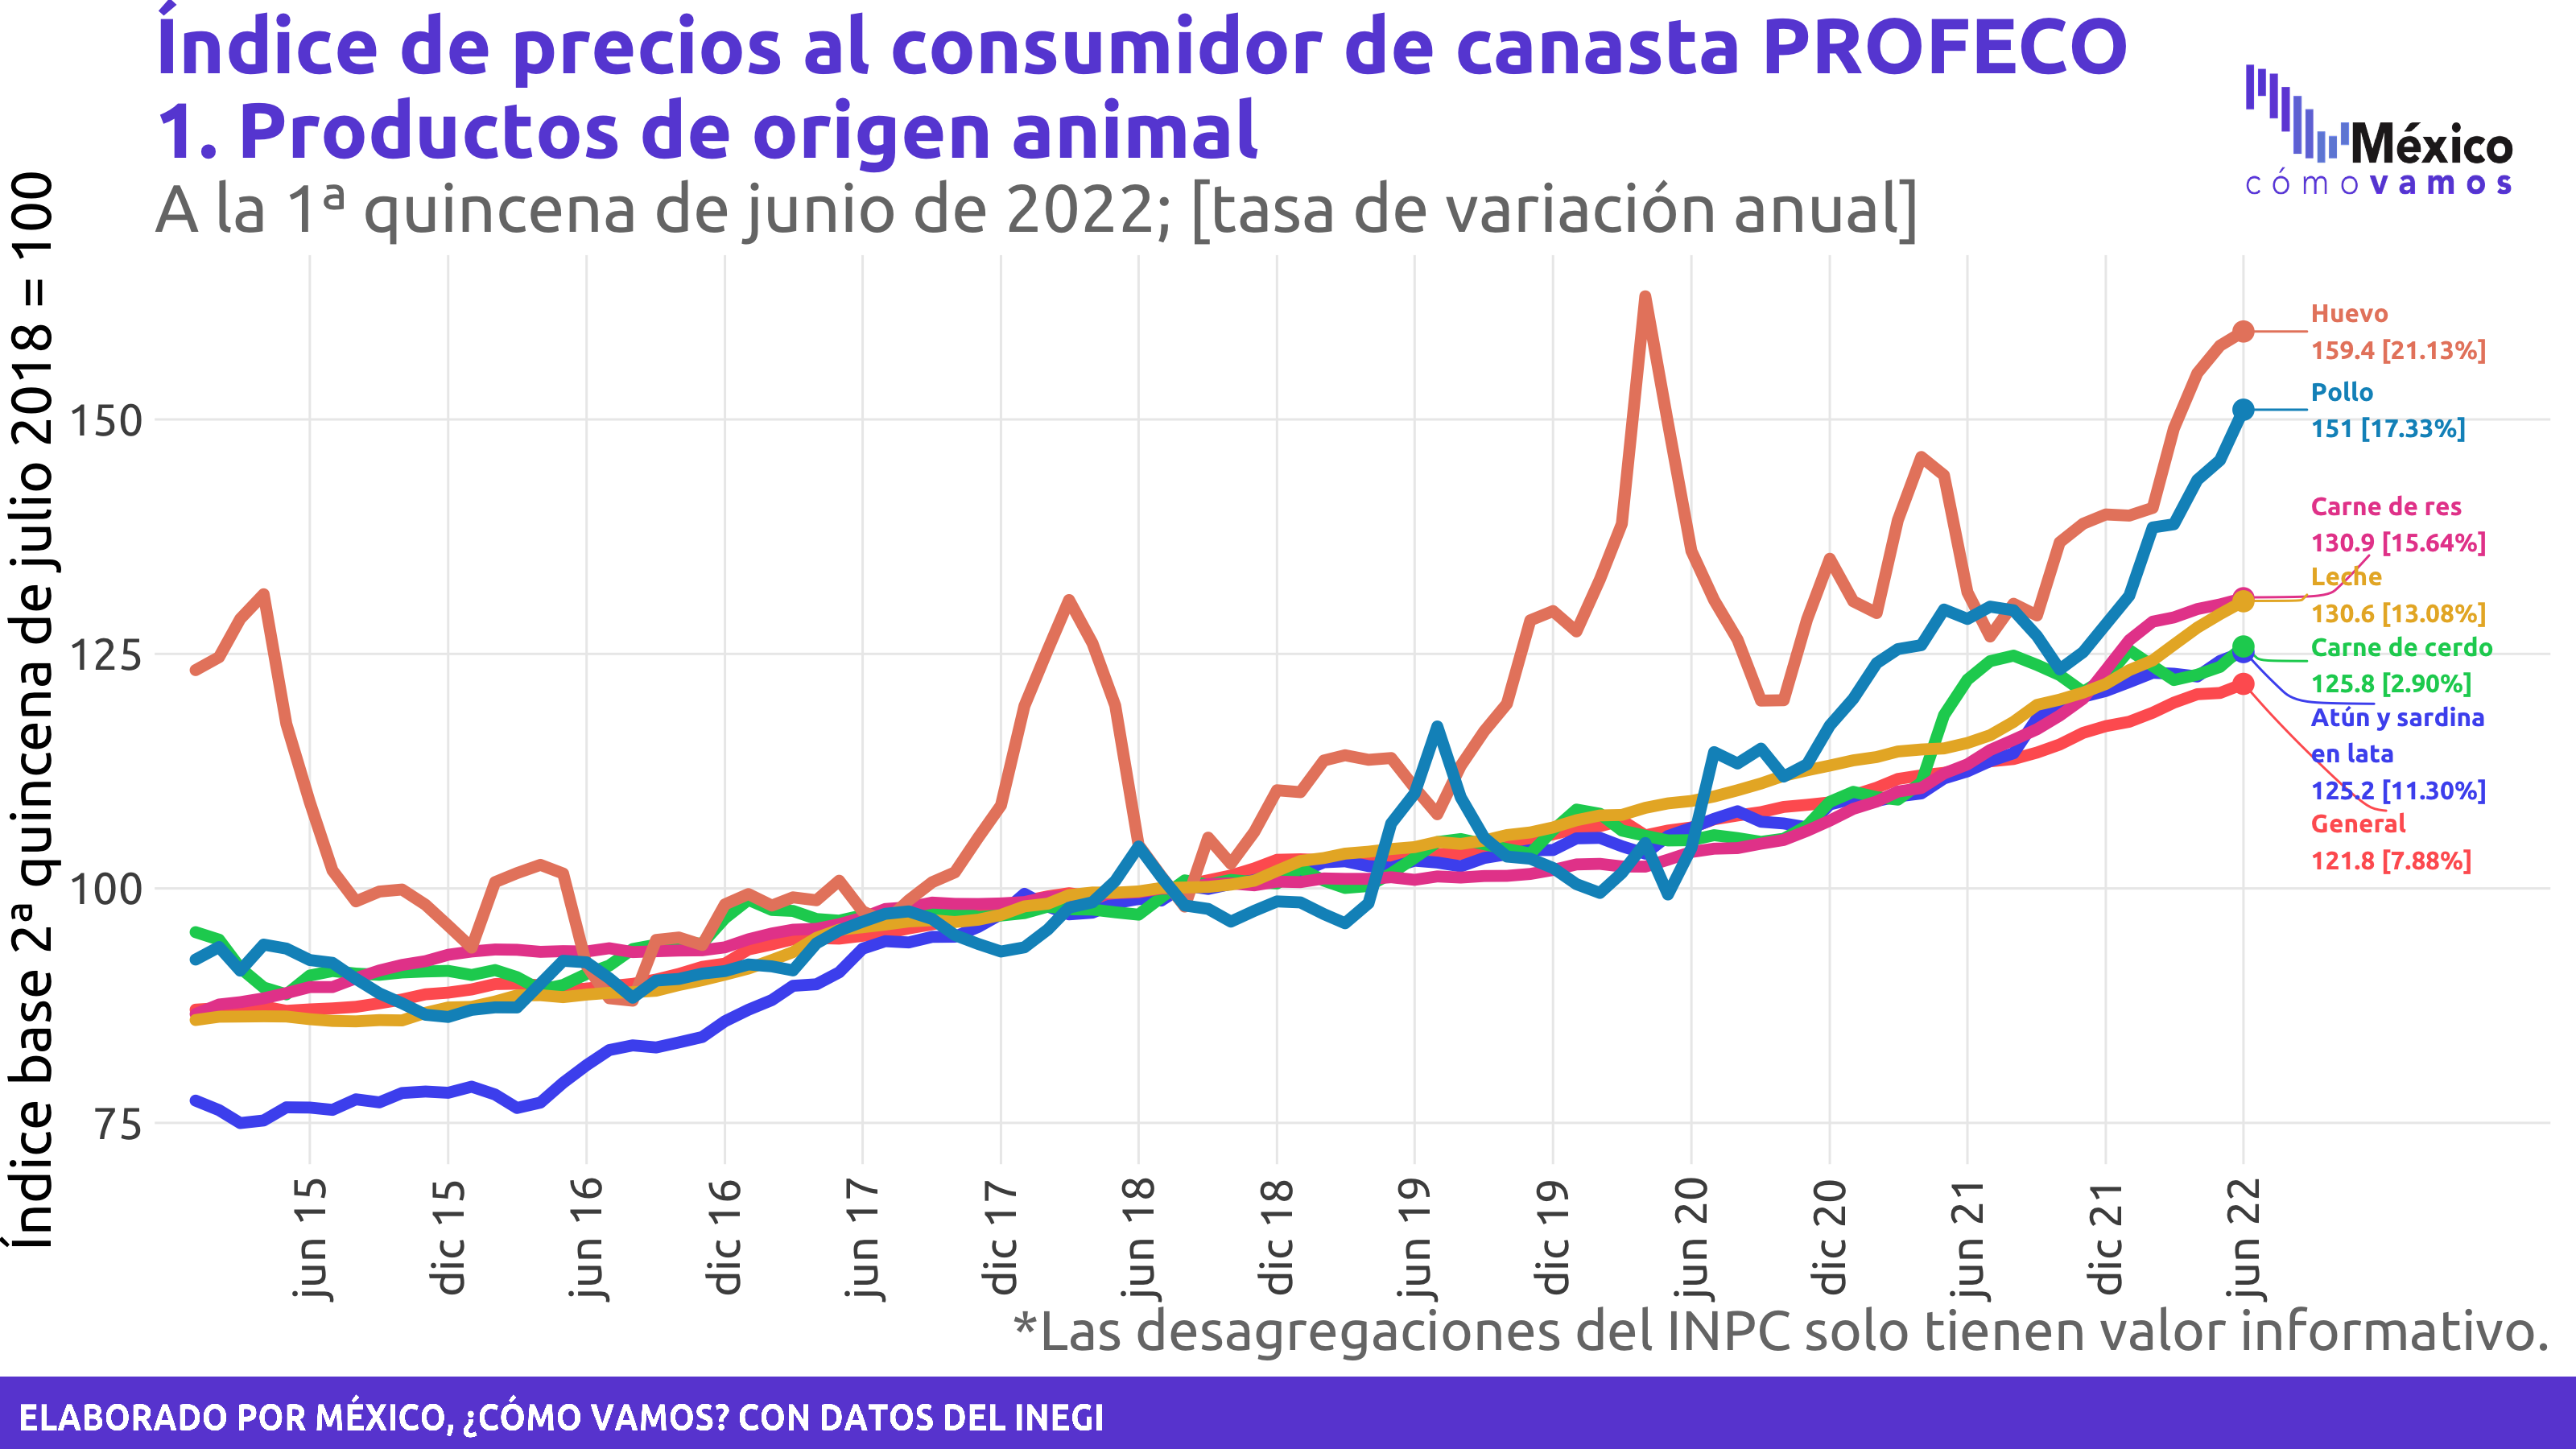 Índice de precios al consumidor de canasta PROFECO
1. Productos de origen animal
A la 1ª quincena de junio de 2022; [tasa de variación anual]
México
cómo vamos
Índice base 2ª quincena de julio 2018 = 100
150
125
100
75
Huevo
159.4 [21.13%]
Pollo
151 [17.33%]
Carne de res
130.9 [15.64%]
Leche
130.6 [13.08%]
Carne de cerdo
125.8 [2.90%]
Atún y sardina
en lata
125.2 [11.30%]
General
121.8 [7.88%]
jun 15
dic 15
jun 16
dic 16
jun 17
dic 17
jun 18
dic 18
jun 19
dic 19
jun 20
dic 20
jun 21
dic 21
jun 22
*Las desagregaciones del INPC solo tienen valor informativo.
ELABORADO POR MÉXICO, ¿CÓMO VAMOS? CON DATOS DEL INEGI